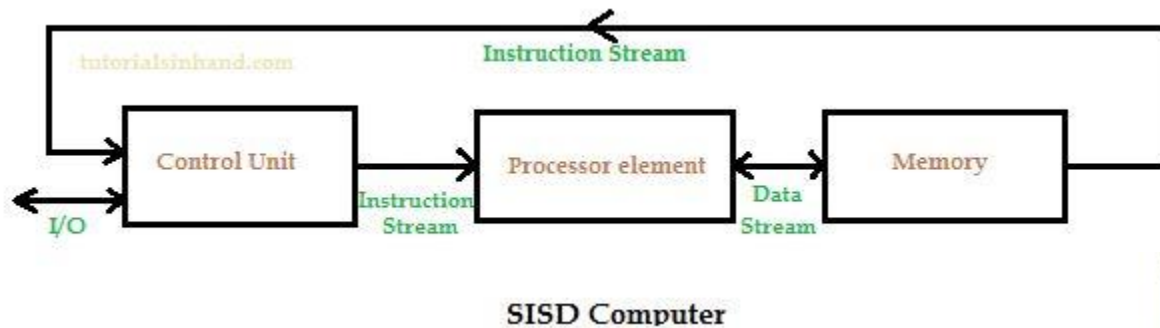 Instruction Stream
tutorialsinhand.com
Control Unit
Processor element
Memory
I/O
Instruction
Stream
Data
Stream
SISD Computer